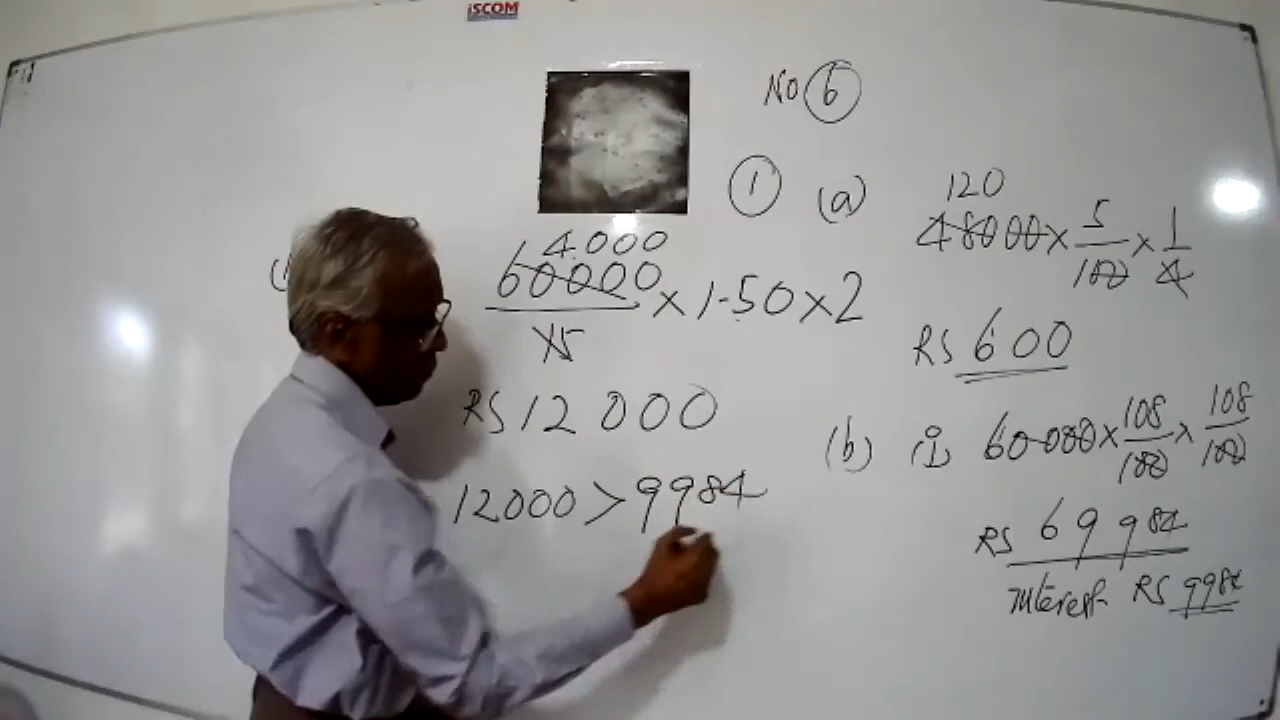 iSCOM
No 6
1 (a) 120
48000 × 5/100 × 1/4
Rs 600
(b) i, 60000 × 108/100 × 108/100
Rs 69984
interest Rs 9984
4000
60000/15 × 1.50 × 2
Rs 12000
12000 > 9984